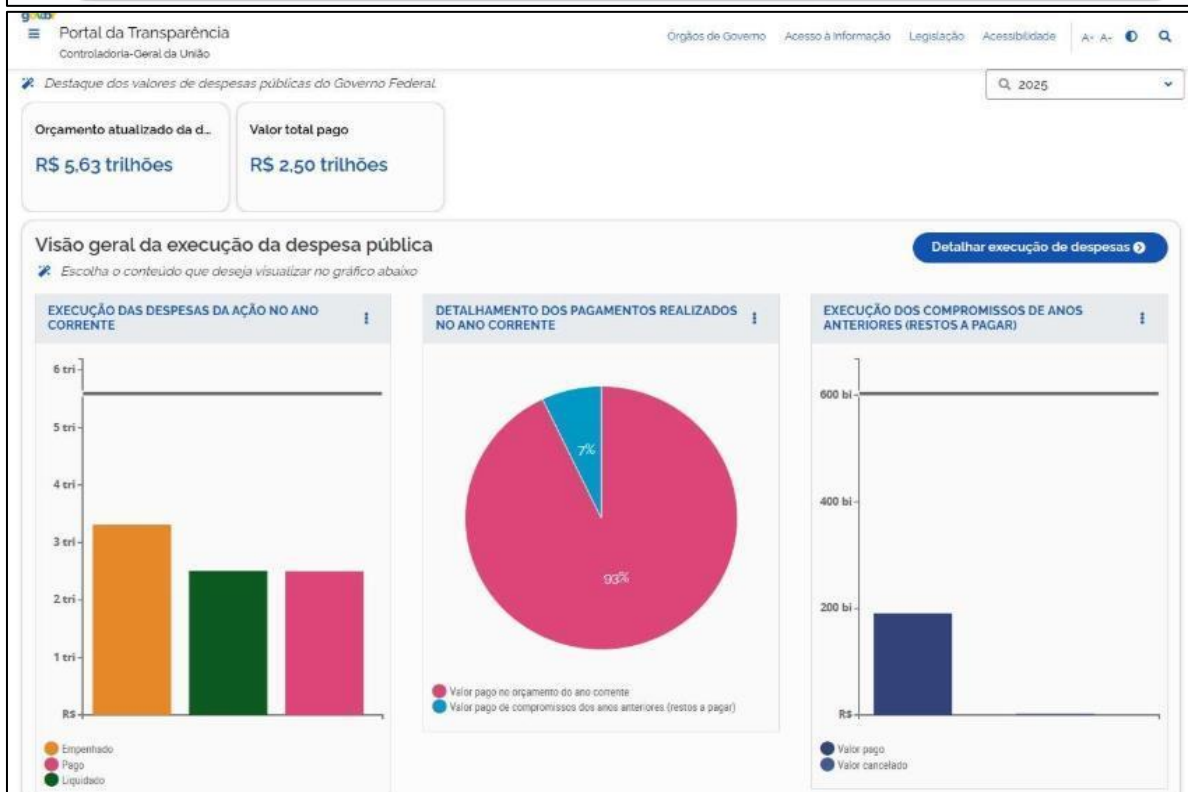 Portal da Transparência
Controladoria-Geral da União
Órgãos de Governo Acesso à Informação Legislação Acessibilidade A+ A-
Destaque dos valores de despesas públicas do Governo Federal.
2025
Orçamento atualizado da d...
R$ 5,63 trilhões
Valor total pago
R$ 2,50 trilhões
Visão geral da execução da despesa pública
Detalhar execução de despesas
Escolha o conteúdo que deseja visualizar no gráfico abaixo
EXECUÇÃO DAS DESPESAS DA AÇÃO NO ANO
CORRENTE
6 tri
5 tri
4 tri
3 tri
2 tri
1 tri
R$
Empenhado
Pago
Liquidado
DETALHAMENTO DOS PAGAMENTOS REALIZADOS
NO ANO CORRENTE
7%
93%
Valor pago no orçamento do ano corrente
Valor pago de compromissos dos anos anteriores (restos a pagar)
EXECUÇÃO DOS COMPROMISSOS DE ANOS
ANTERIORES (RESTOS A PAGAR)
600 bi
400 bi
200 bi
R$
Valor pago
Valor cancelado